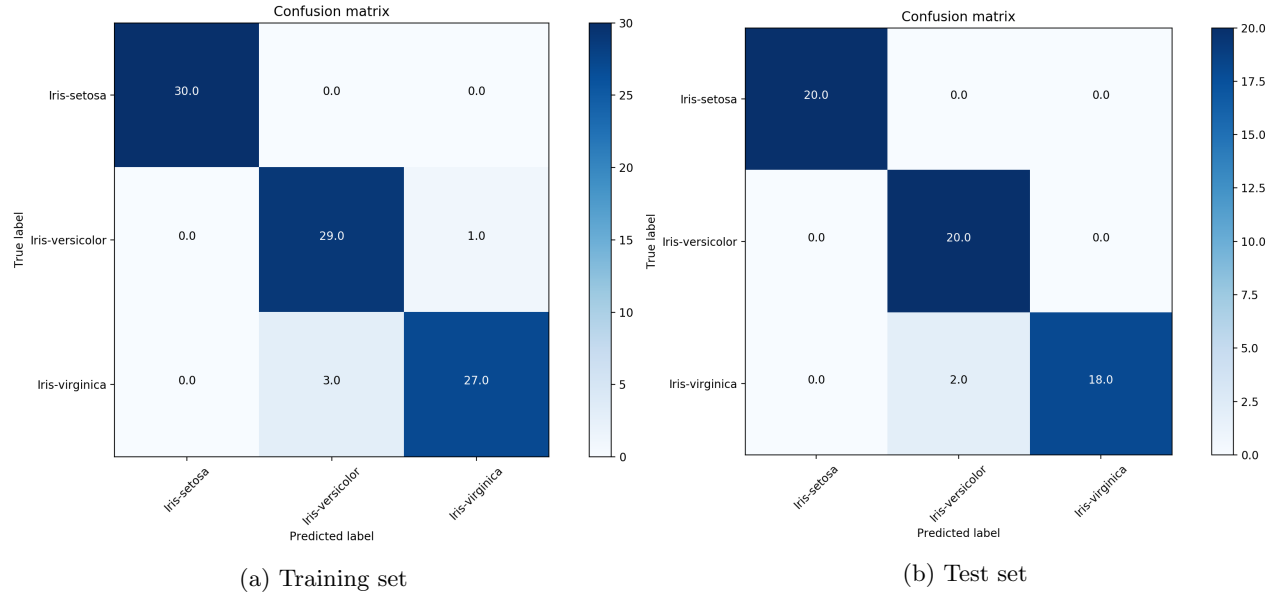 Confusion matrix
30
Iris-setosa 30.0 0.0 0.0
25
20
True label
Iris-versicolor 0.0 29.0 1.0
15
10
Iris-virginica 0.0 3.0 27.0
5
0
Iris-setosa
Iris-versicolor
Iris-virginica
Predicted label
(a) Training set
Confusion matrix
20.0
Iris-setosa 20.0 0.0 0.0
17.5
15.0
12.5
True label
Iris-versicolor 0.0 20.0 0.0
10.0
7.5
5.0
Iris-virginica 0.0 2.0 18.0
2.5
0.0
Iris-setosa
Iris-versicolor
Iris-virginica
Predicted label
(b) Test set